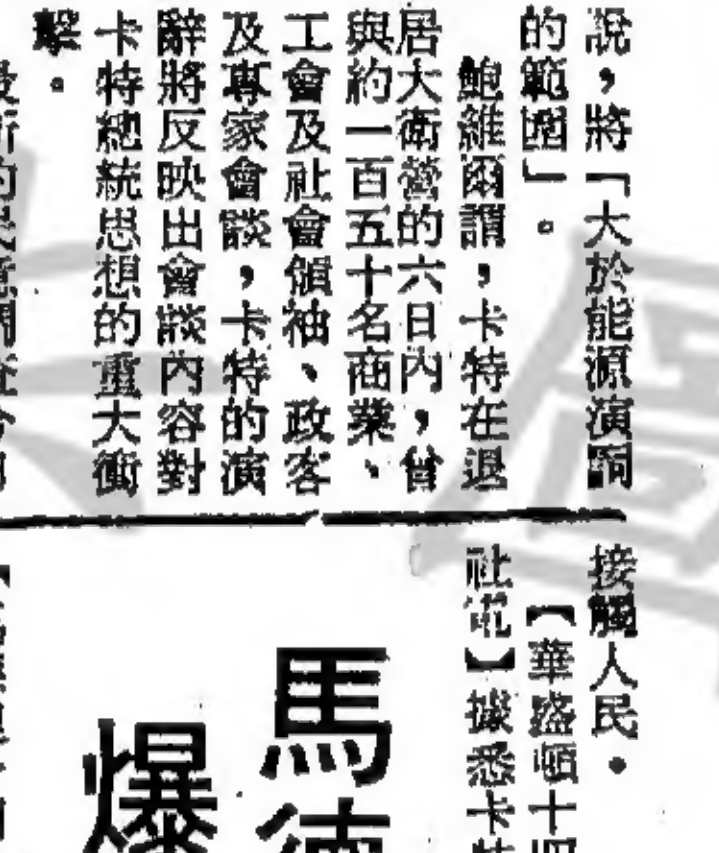 說，將「大於能源演詞
的範圍」。
鮑維爾謂，卡特在退
居大衛營的六日內，曾
與約一百五十名商業、
工會及社會領袖、政客
及專家會談，卡特的演
辭將反映出會談內容對
卡特總統思想的重大衝
擊。
接觸人民。
【華盛頓十四
社訊】據悉卡特
馬德
爆